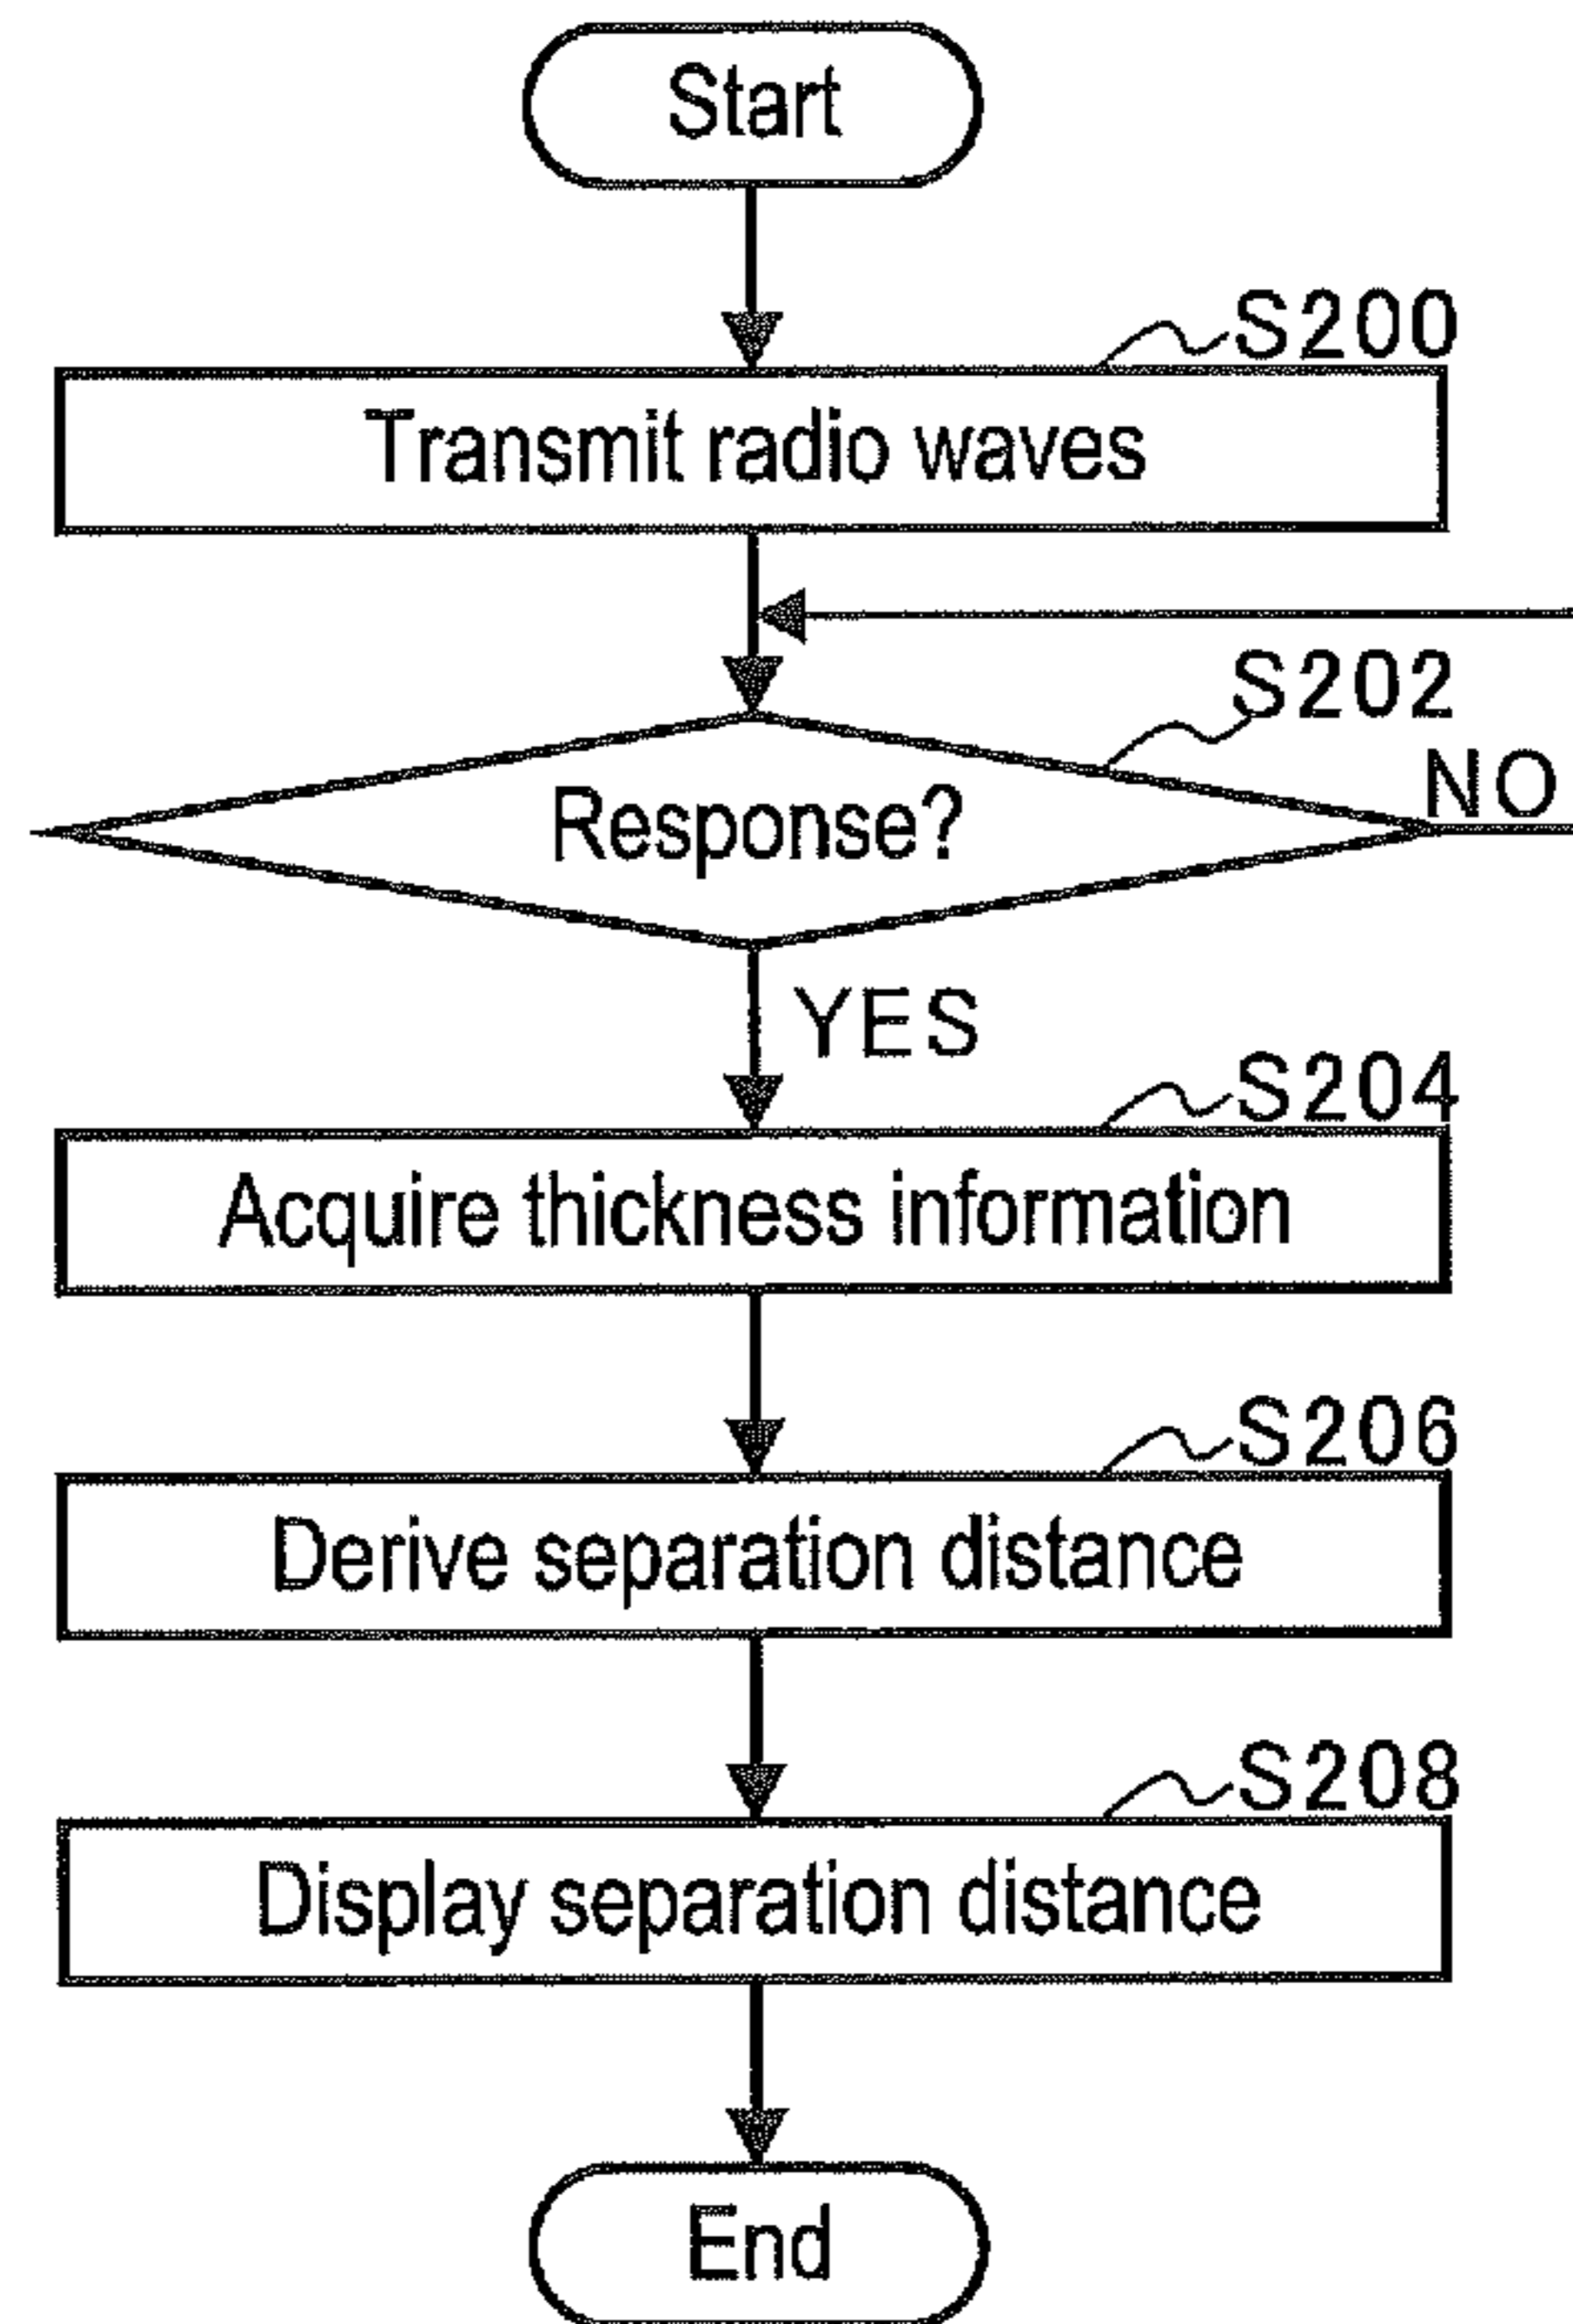 Start
S200
Transmit radio waves
S202
Response?
NO
YES
S204
Acquire thickness information
S206
Derive separation distance
S208
Display separation distance
End